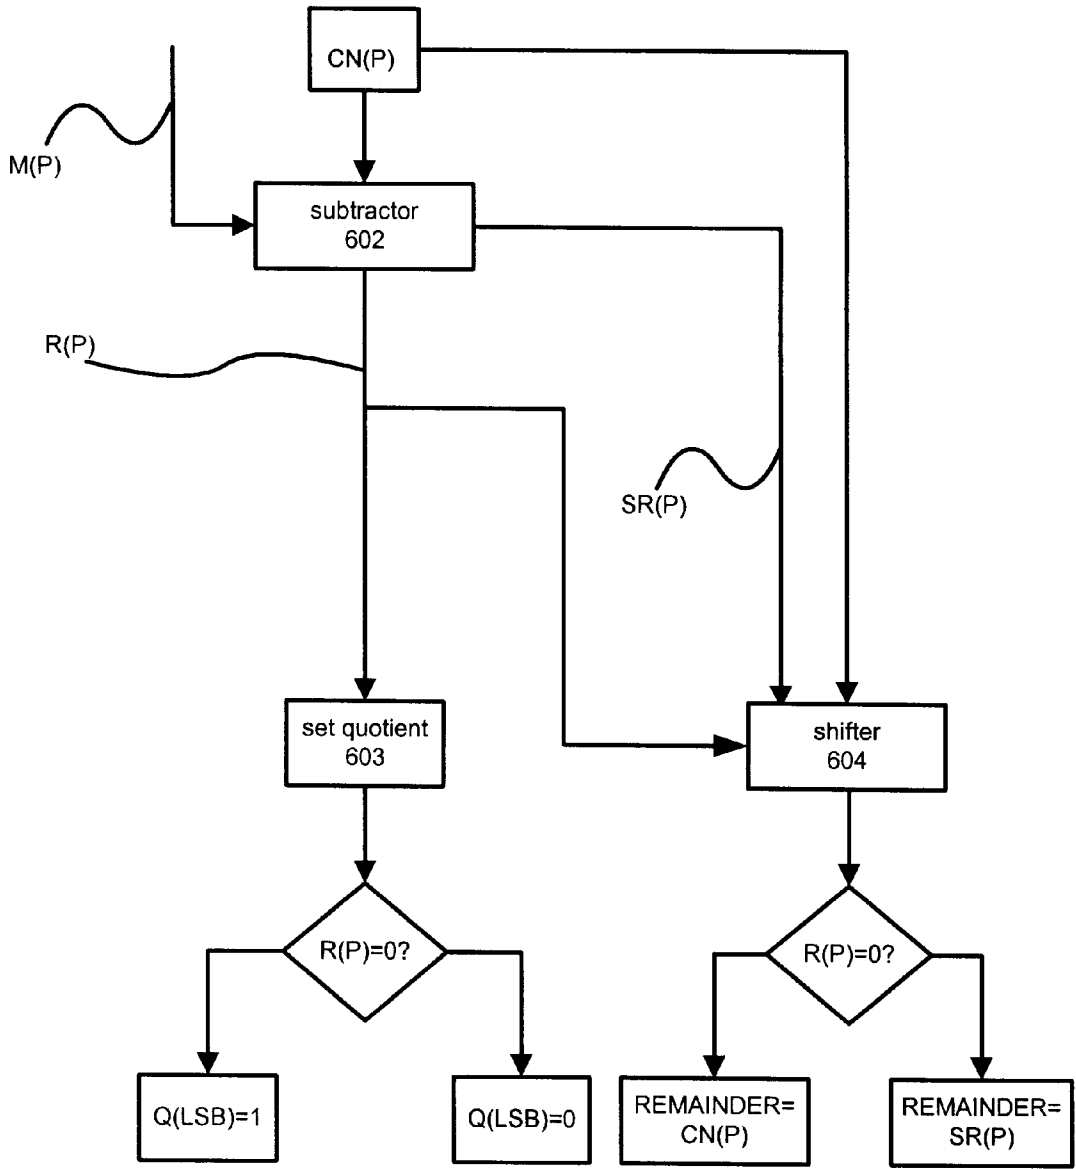 CN(P)
M(P)
subtractor
602
R(P)
SR(P)
set quotient
603
shifter
604
R(P)=0?
R(P)=0?
Q(LSB)=1
Q(LSB)=0
REMAINDER=
CN(P)
REMAINDER=
SR(P)